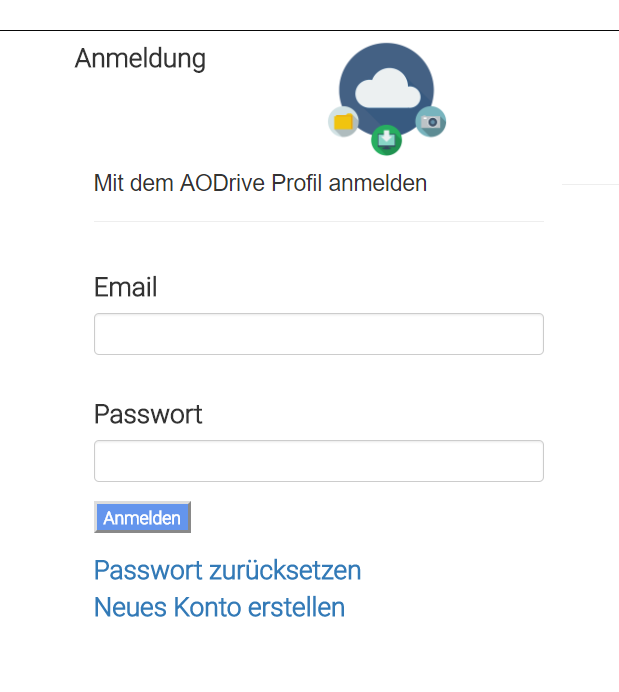 Anmeldung
Mit dem AODrive Profil anmelden
Email
Passwort
Anmelden
Passwort zurücksetzen
Neues Konto erstellen